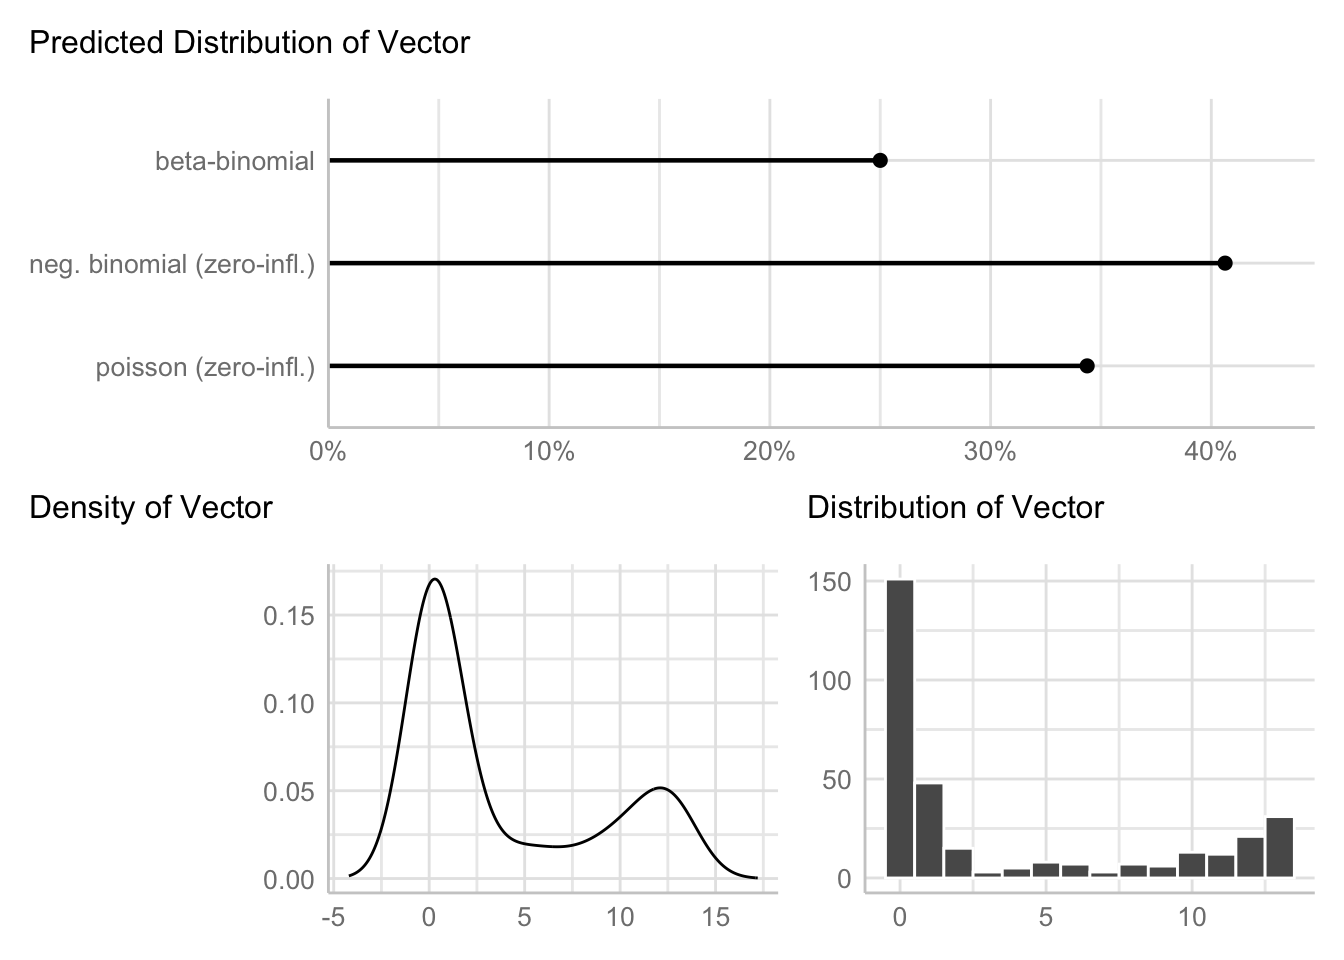 Predicted Distribution of Vector
beta-binomial
neg. binomial (zero-infl.)
poisson (zero-infl.)
0% 10% 20% 30% 40%
Density of Vector
0.15
0.10
0.05
0.00
-5 0 5 10 15
Distribution of Vector
150
100
50
0
0 5 10